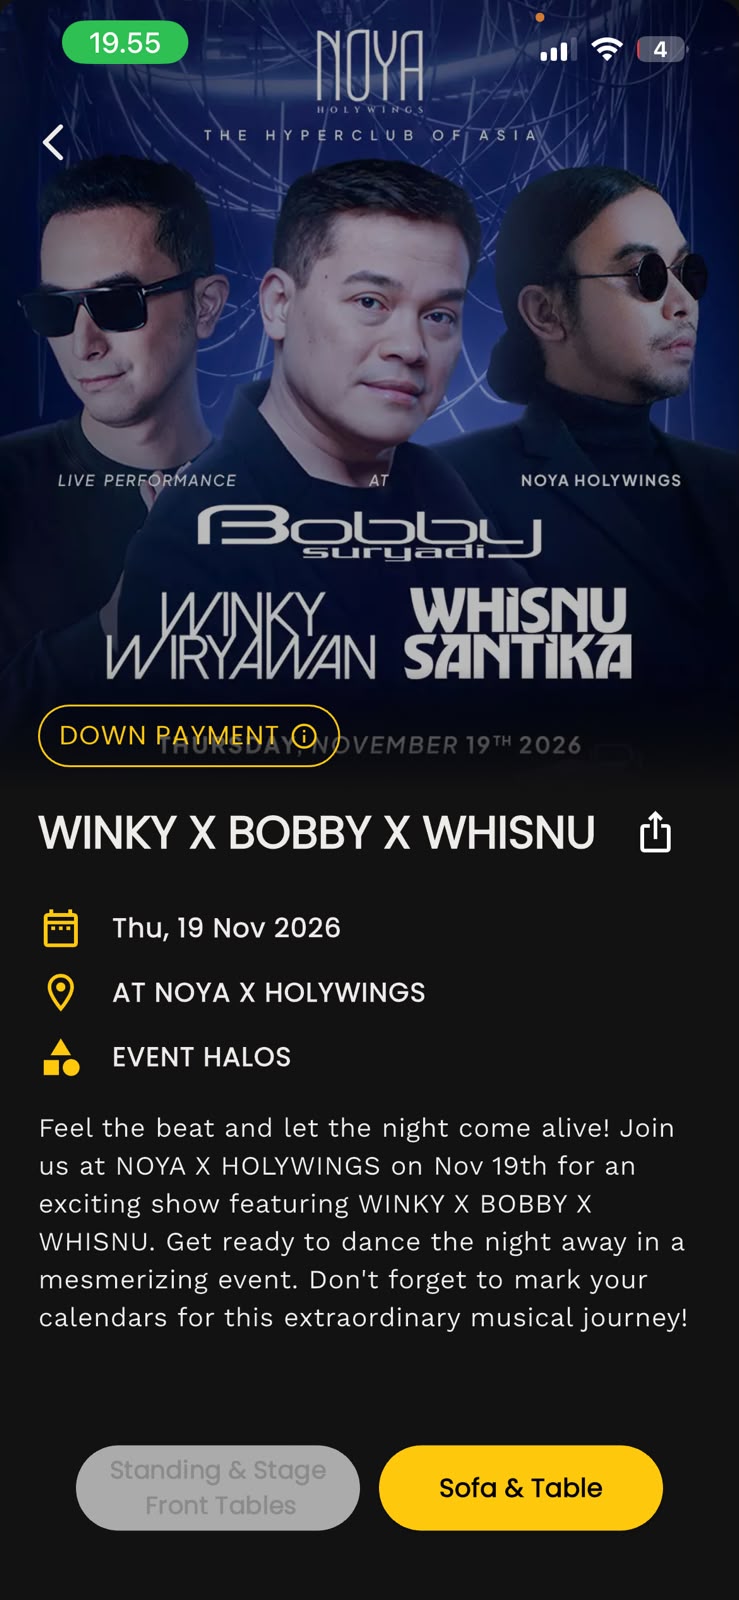 19.55
4
NOYA
HOLYWINGS
THE HYPERCLUB OF ASIA
LIVE PERFORMANCE AT NOYA HOLYWINGS
Bobby
suryadi
WINKY
WIRYAWAN
WHISNU
SANTIKA
DOWN PAYMENT
THURSDAY, NOVEMBER 19TH 2026
WINKY X BOBBY X WHISNU
Thu, 19 Nov 2026
AT NOYA X HOLYWINGS
EVENT HALOS
Feel the beat and let the night come alive! Join
us at NOYA X HOLYWINGS on Nov 19th for an
exciting show featuring WINKY X BOBBY X
WHISNU. Get ready to dance the night away in a
mesmerizing event. Don't forget to mark your
calendars for this extraordinary musical journey!
Standing & Stage
Front Tables
Sofa & Table